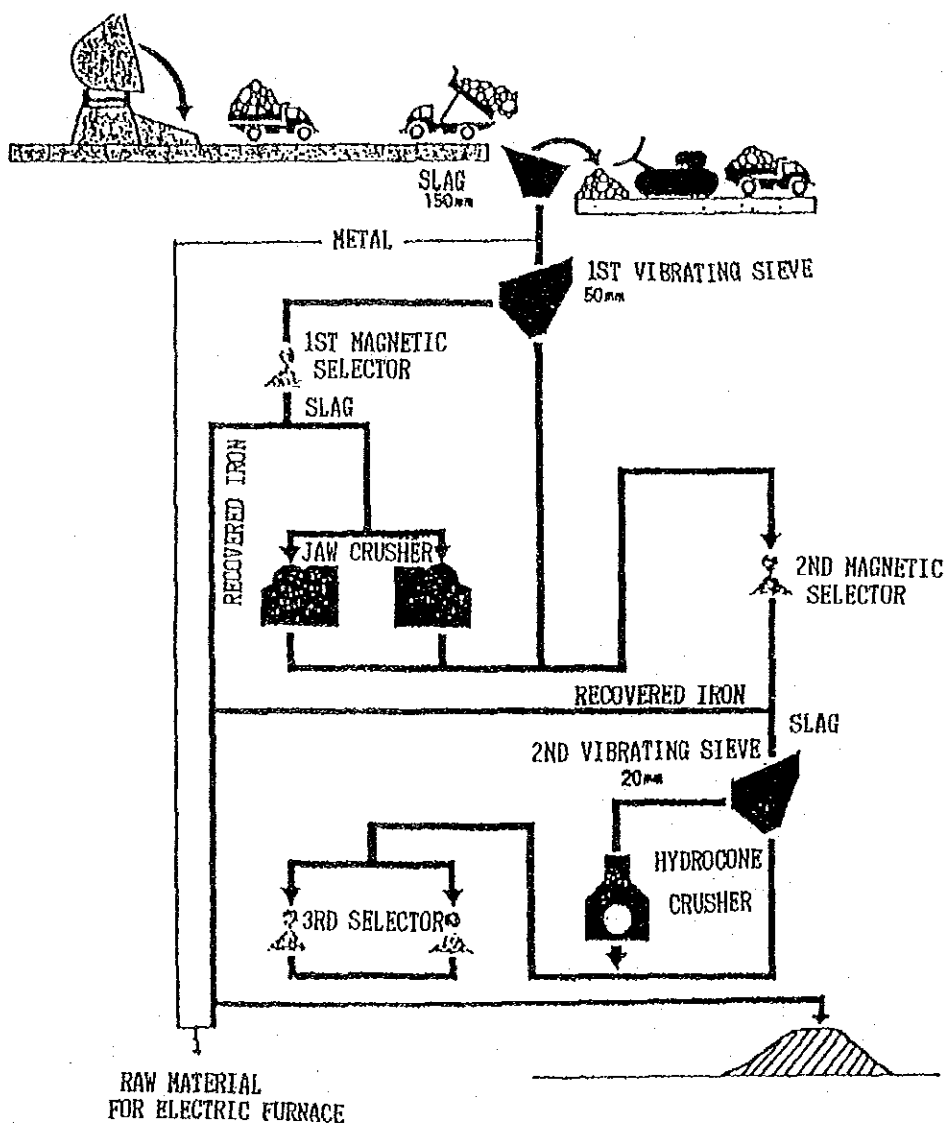 SLAG
150mm
METAL
1ST VIBRATING SIEVE
50mm
1ST MAGNETIC
SELECTOR
SLAG
RECOVERED IRON
JAW CRUSHER
2ND MAGNETIC
SELECTOR
RECOVERED IRON
SLAG
2ND VIBRATING SIEVE
20mm
HYDROCONE
CRUSHER
3RD SELECTOR
RAW MATERIAL
FOR ELECTRIC FURNACE